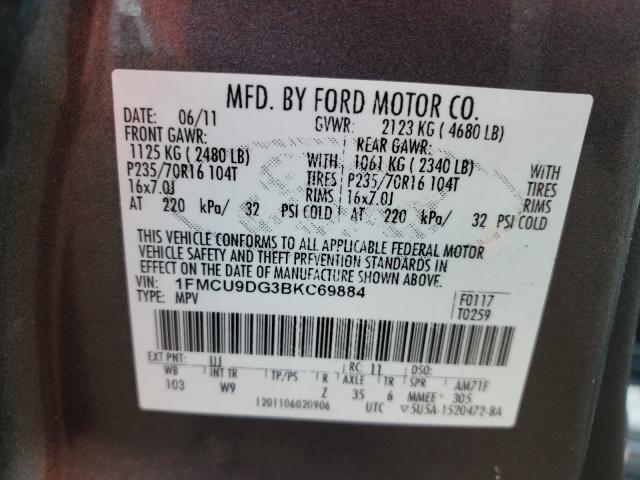 MFD. BY FORD MOTOR CO.
DATE: 06/11 GVWR: 2123 KG ( 4680 LB)
FRONT GAWR: REAR GAWR:
1125 KG ( 2480 LB) WITH 1061 KG ( 2340 LB) WITH
P235/70R16 104T TIRES P235/70R16 104T TIRES
16x7.0J RIMS 16x7.0J RIMS
AT 220 kPa/ 32 PSI COLD AT 220 kPa/ 32 PSI COLD
THIS VEHICLE CONFORMS TO ALL APPLICABLE FEDERAL MOTOR
VEHICLE SAFETY AND THEFT PREVENTION STANDARDS IN
EFFECT ON THE DATE OF MANUFACTURE SHOWN ABOVE.
VIN: 1FMCU9DG3BKC69884 F0117
TYPE: MPV T0259
EXT PNT: UJ RC: 11 DSO:
WB INT TR TP/PS R AXLE TR SPR AM71F
103 W9 Z 35 6 MMEE 305
1201106020906 UTC ▽5U5A-1520472-BA